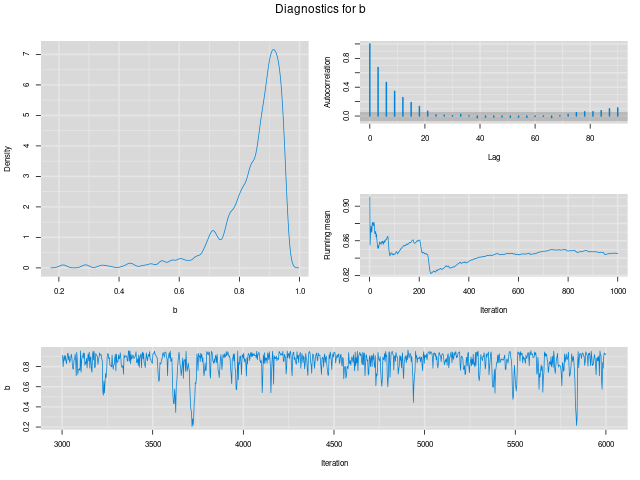 Diagnostics for b
Density
0 1 2 3 4 5 6 7
0.2 0.4 0.6 0.8 1.0
b
Autocorrelation
0.0 0.4 0.8
0 20 40 60 80
Lag
Running mean
0.82 0.86 0.90
0 200 400 600 800 1000
Iteration
b
0.2 0.4 0.6 0.8
3000 3500 4000 4500 5000 5500 6000
Iteration